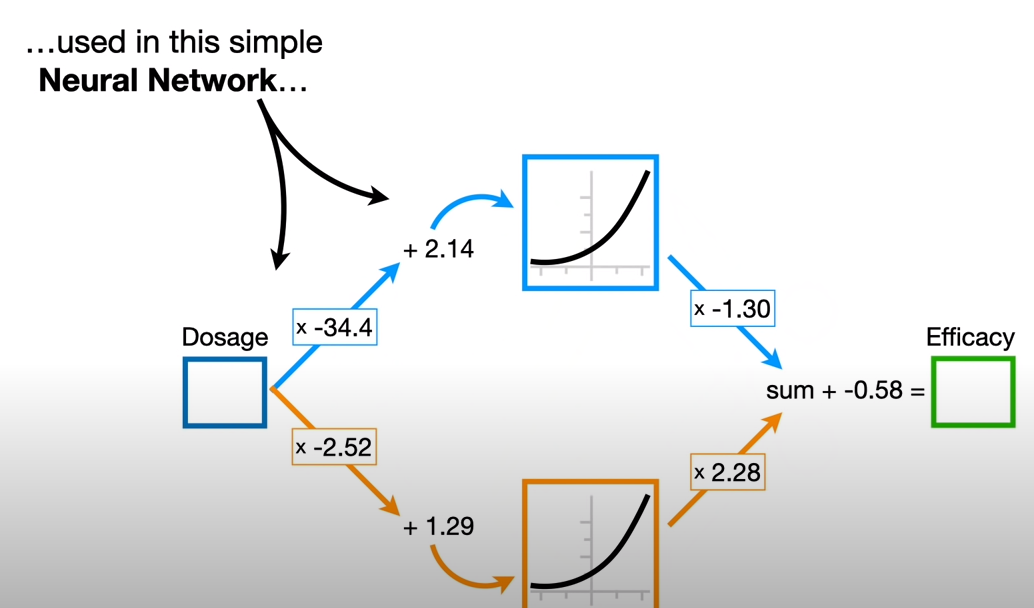 ...used in this simple
Neural Network...
+ 2.14
x -34.4
x -1.30
Dosage
Efficacy
sum + -0.58 =
x -2.52
x 2.28
+ 1.29